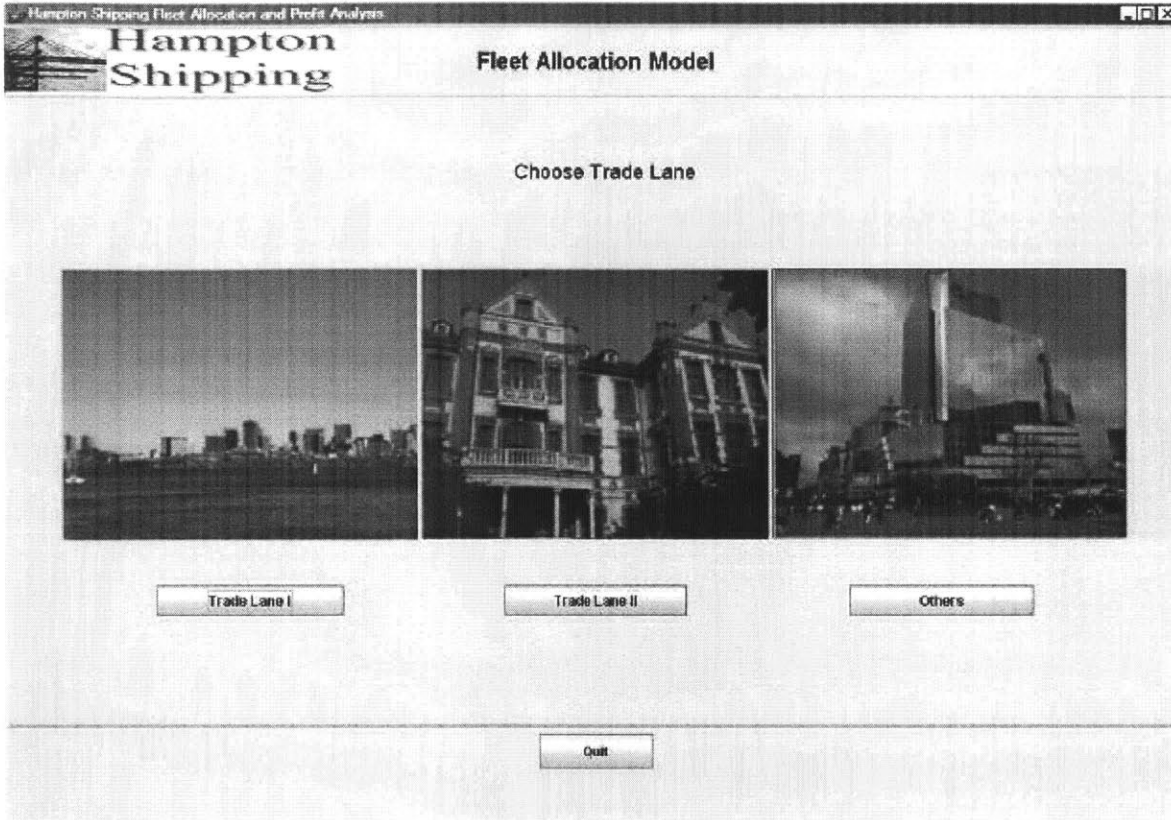 Hampton Shipping Fleet Allocation and Profit Analysis
Hampton
Shipping
Fleet Allocation Model
Choose Trade Lane
Trade Lane I
Trade Lane II
Others
Quit